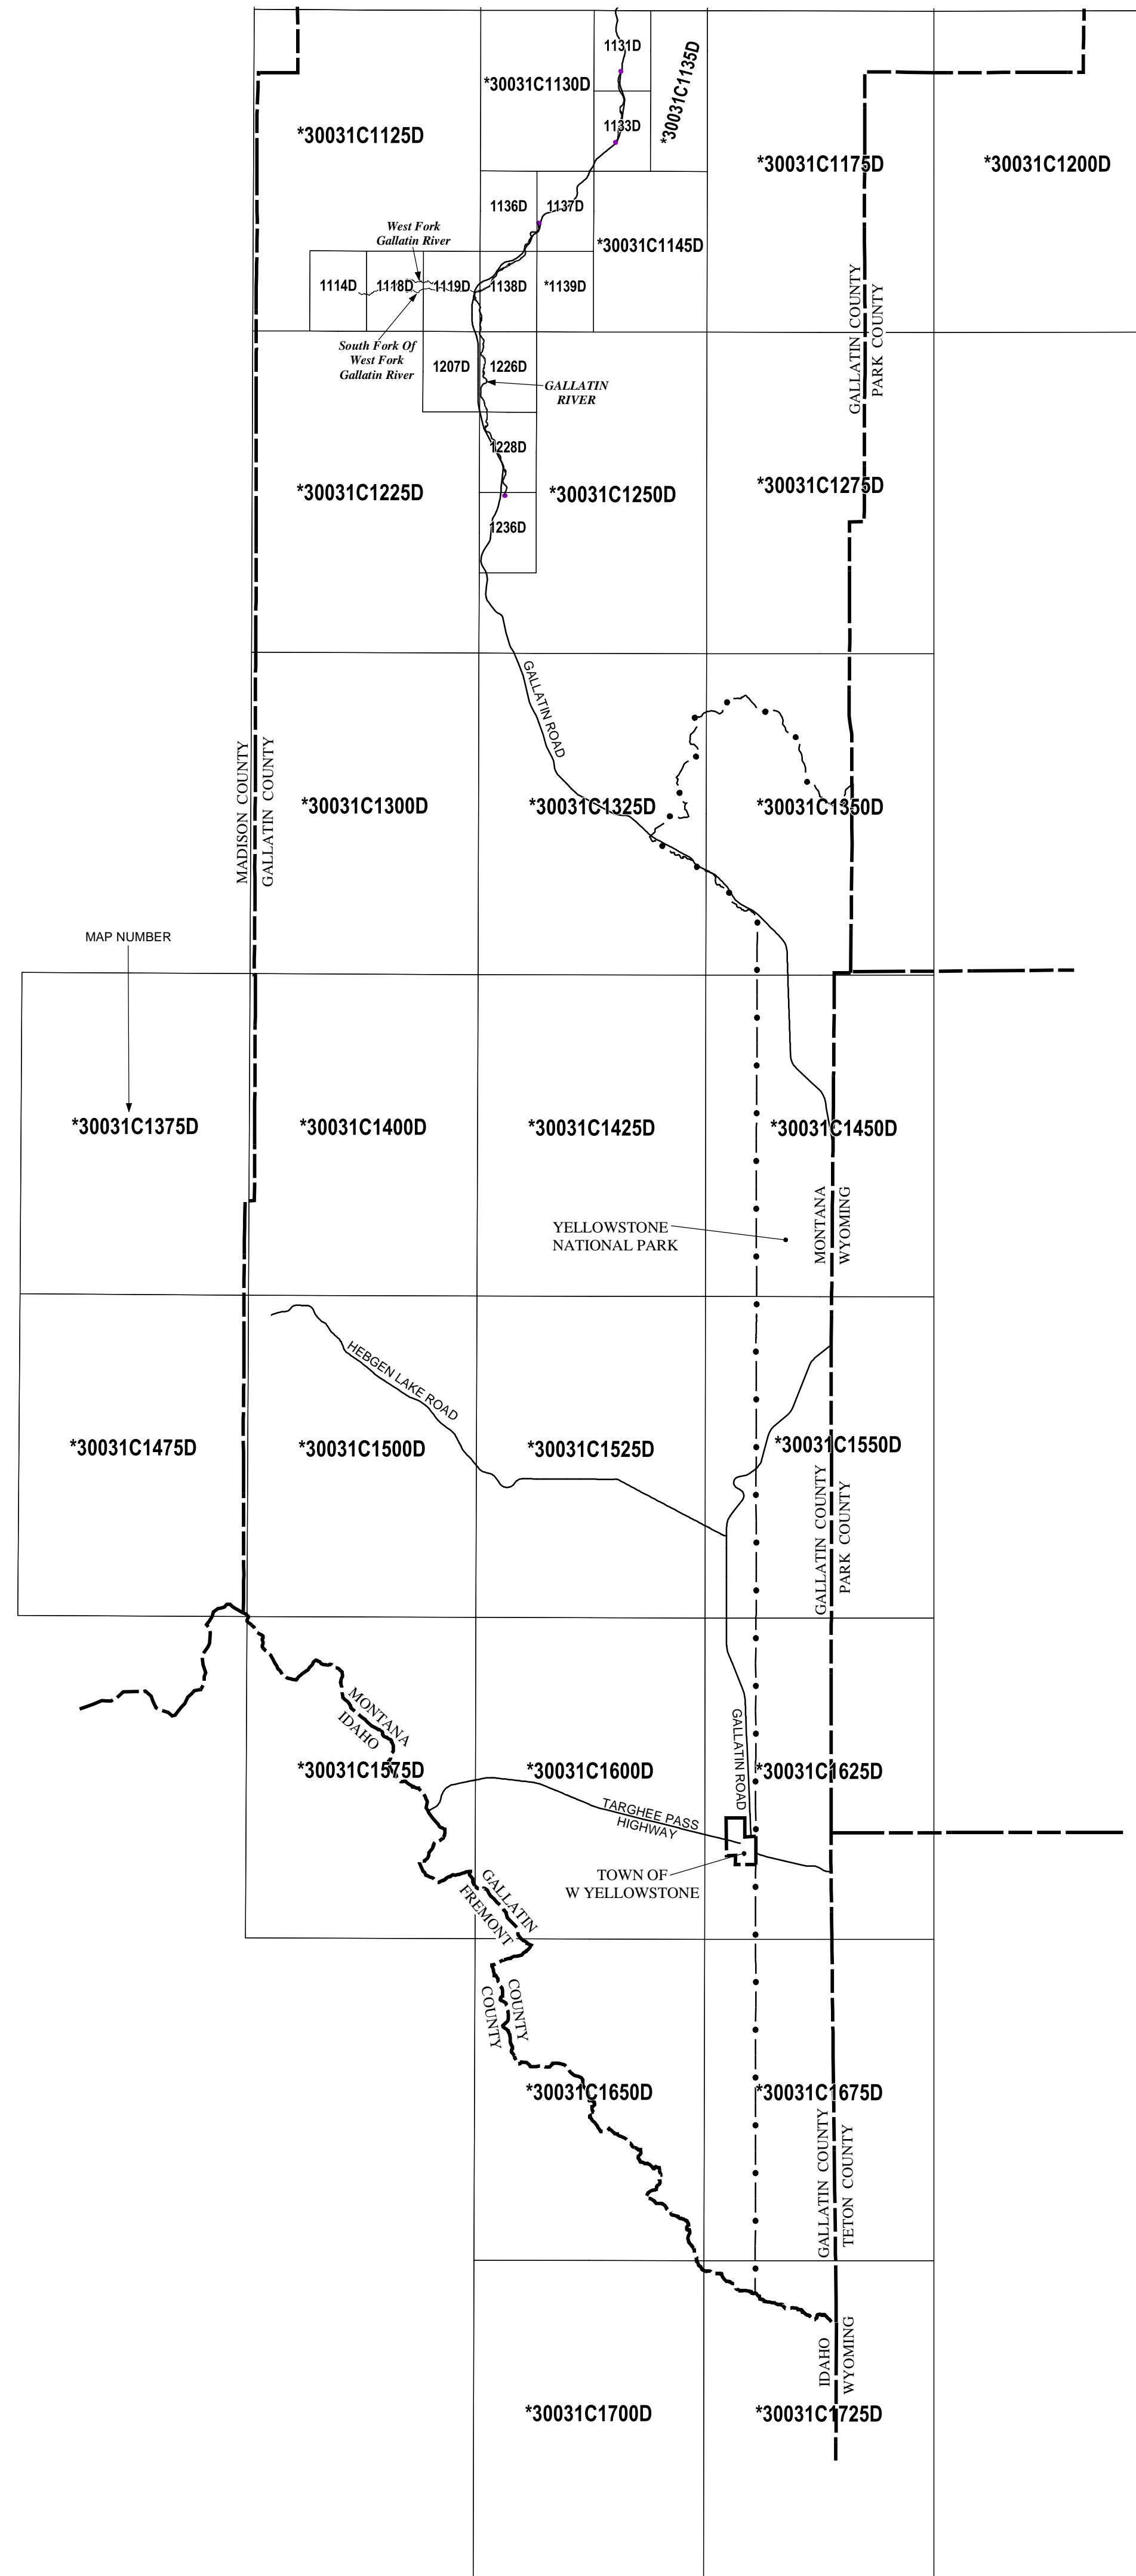 1131D
*30031C1130D
*30031C1135D
1133D
*30031C1125D
*30031C1175D
*30031C1200D
1136D
1137D
West Fork
Gallatin River
*30031C1145D
1114D
1118D
1119D
1138D
*1139D
South Fork Of
West Fork
Gallatin River
GALLATIN COUNTY
PARK COUNTY
1207D
1226D
GALLATIN
RIVER
1228D
*30031C1225D
*30031C1250D
*30031C1275D
1236D
GALLATIN ROAD
MADISON COUNTY
GALLATIN COUNTY
*30031C1300D
*30031C1325D
*30031C1350D
MAP NUMBER
*30031C1375D
*30031C1400D
*30031C1425D
*30031C1450D
YELLOWSTONE
NATIONAL PARK
MONTANA
WYOMING
HEBGEN LAKE ROAD
*30031C1475D
*30031C1500D
*30031C1525D
*30031C1550D
GALLATIN COUNTY
PARK COUNTY
MONTANA
IDAHO
GALLATIN ROAD
*30031C1575D
*30031C1600D
*30031C1625D
TARGHEE PASS
HIGHWAY
TOWN OF
W YELLOWSTONE
GALLATIN
FREMONT
COUNTY
COUNTY
*30031C1650D
*30031C1675D
GALLATIN COUNTY
TETON COUNTY
IDAHO
WYOMING
*30031C1700D
*30031C1725D